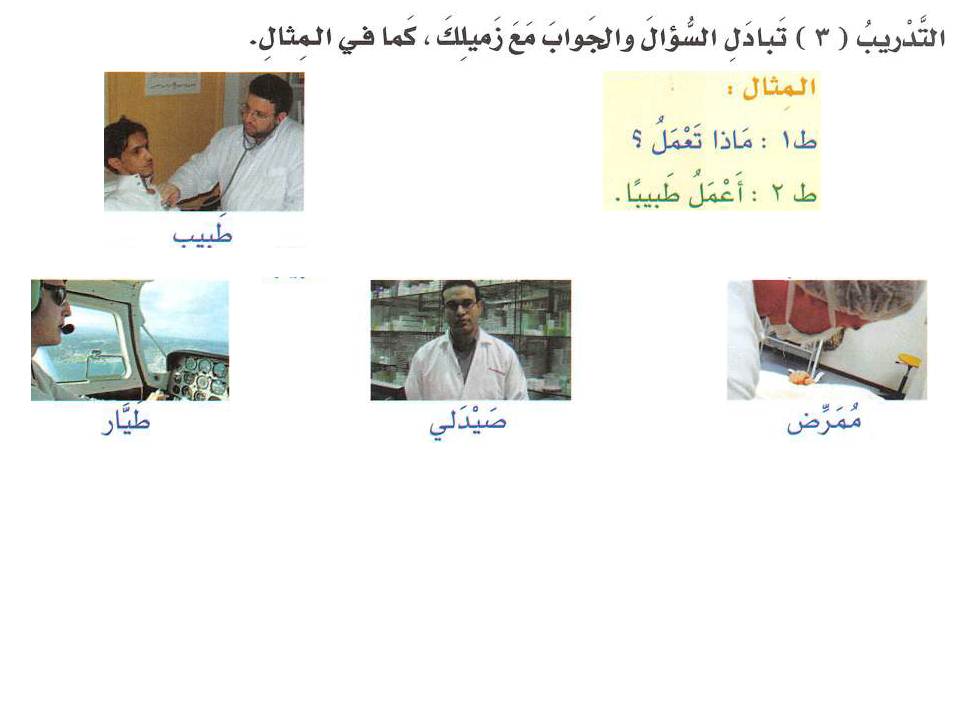 التَّدْريبُ ( ٣ ) تَبادَلِ السُّؤالَ والجَوابَ مَعَ زَميلِكَ ، كَما في المِثالِ.
المِثال :
ط١ : مَاذا تَعْمَلُ ؟
ط ٢ : أَعْمَلُ طَبيبًا.
طَبيب
مُمَرِّض
صَيْدَلي
طَيَّار